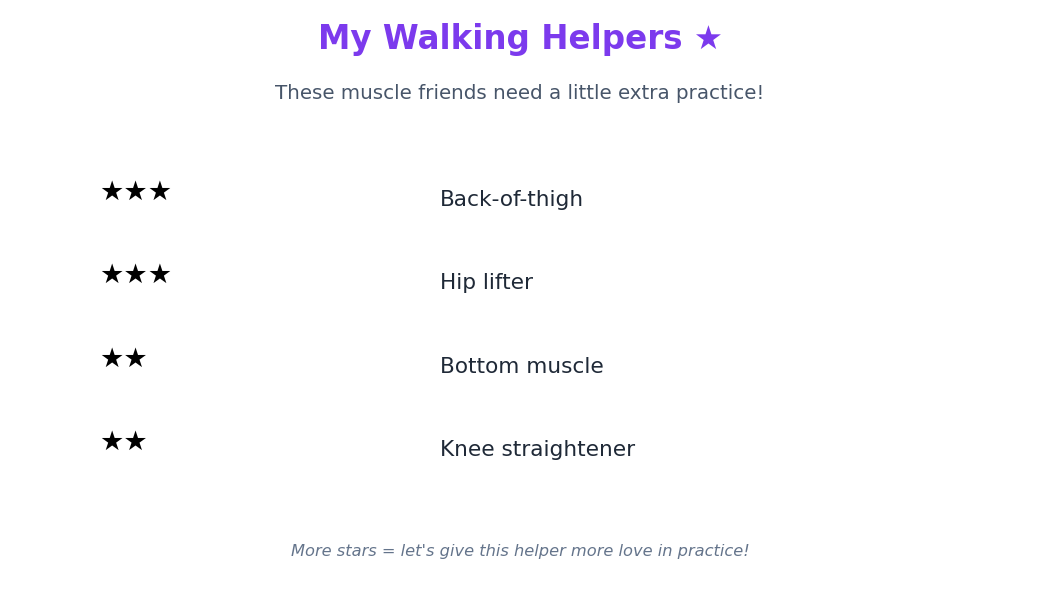 My Walking Helpers ★
These muscle friends need a little extra practice!
★★★ Back-of-thigh
★★★ Hip lifter
★★ Bottom muscle
★★ Knee straightener
More stars = let's give this helper more love in practice!